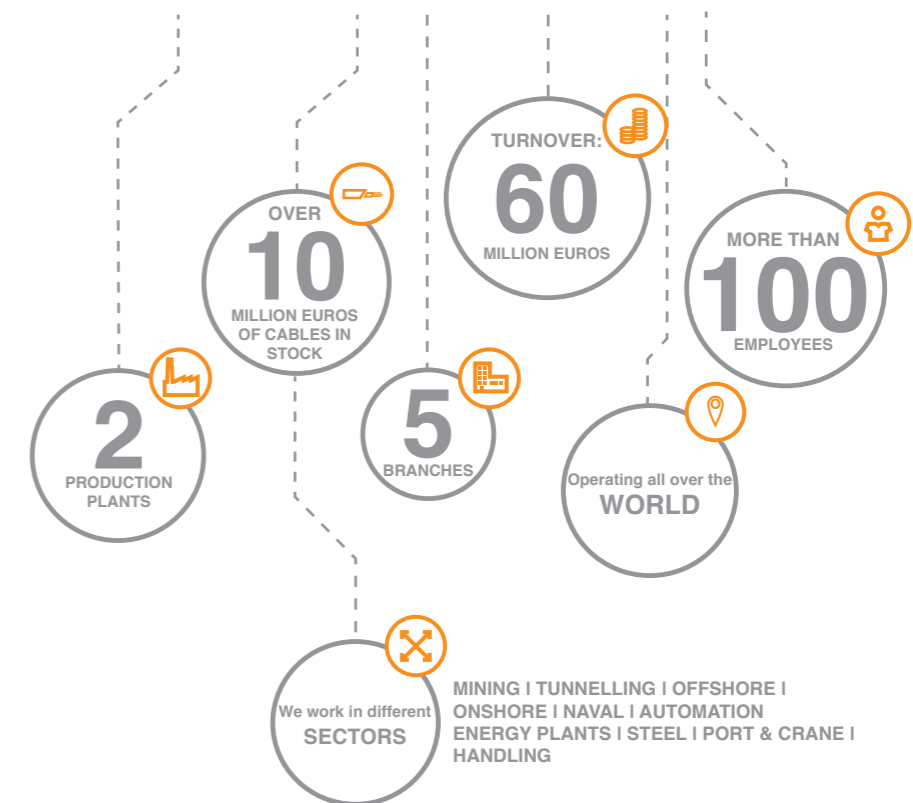 TURNOVER:
60
MILLION EUROS
OVER
10
MILLION EUROS
OF CABLES IN
STOCK
MORE THAN
100
EMPLOYEES
2
PRODUCTION
PLANTS
5
BRANCHES
Operating all over the
WORLD
We work in different
SECTORS
MINING I TUNNELLING I OFFSHORE I
ONSHORE I NAVAL I AUTOMATION
ENERGY PLANTS I STEEL I PORT & CRANE I
HANDLING